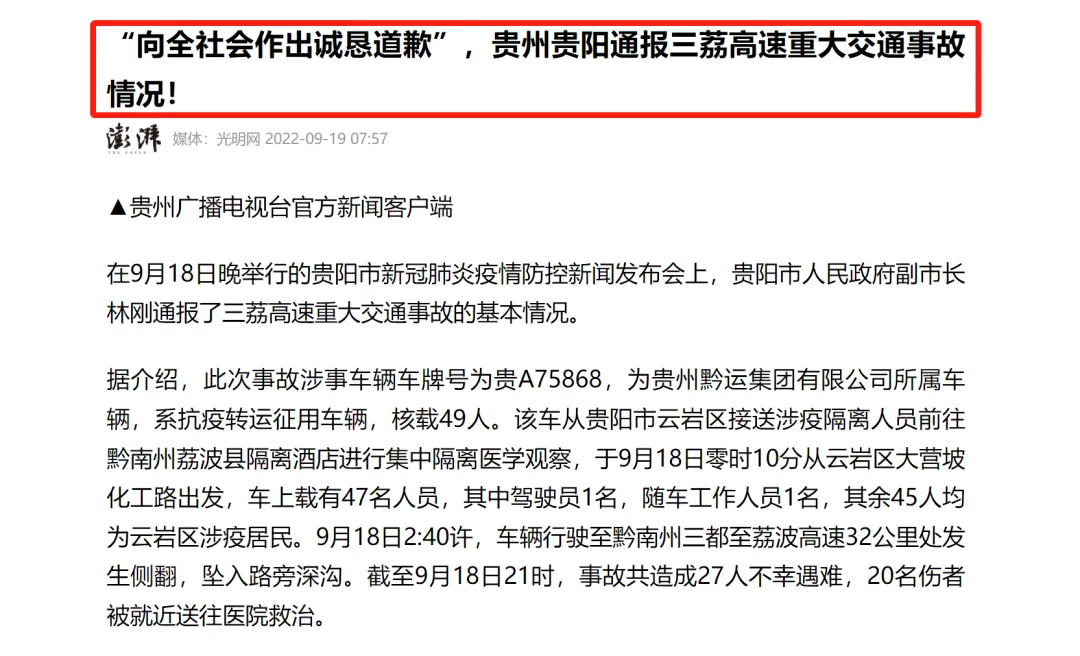 “向全社会作出诚恳道歉”，贵州贵阳通报三荔高速重大交通事故
情况！
澎湃 媒体：光明网 2022-09-19 07:57
▲贵州广播电视台官方新闻客户端
在9月18日晚举行的贵阳市新冠肺炎疫情防控新闻发布会上，贵阳市人民政府副市长
林刚通报了三荔高速重大交通事故的基本情况。
据介绍，此次事故涉事车辆车牌号为贵A75868，为贵州黔运集团有限公司所属车
辆，系抗疫转运征用车辆，核载49人。该车从贵阳市云岩区接送涉疫隔离人员前往
黔南州荔波县隔离酒店进行集中隔离医学观察，于9月18日零时10分从云岩区大营坡
化工路出发，车上载有47名人员，其中驾驶员1名，随车工作人员1名，其余45人均
为云岩区涉疫居民。9月18日2:40许，车辆行驶至黔南州三都至荔波高速32公里处发
生侧翻，坠入路旁深沟。截至9月18日21时，事故共造成27人不幸遇难，20名伤者
被就近送往医院救治。